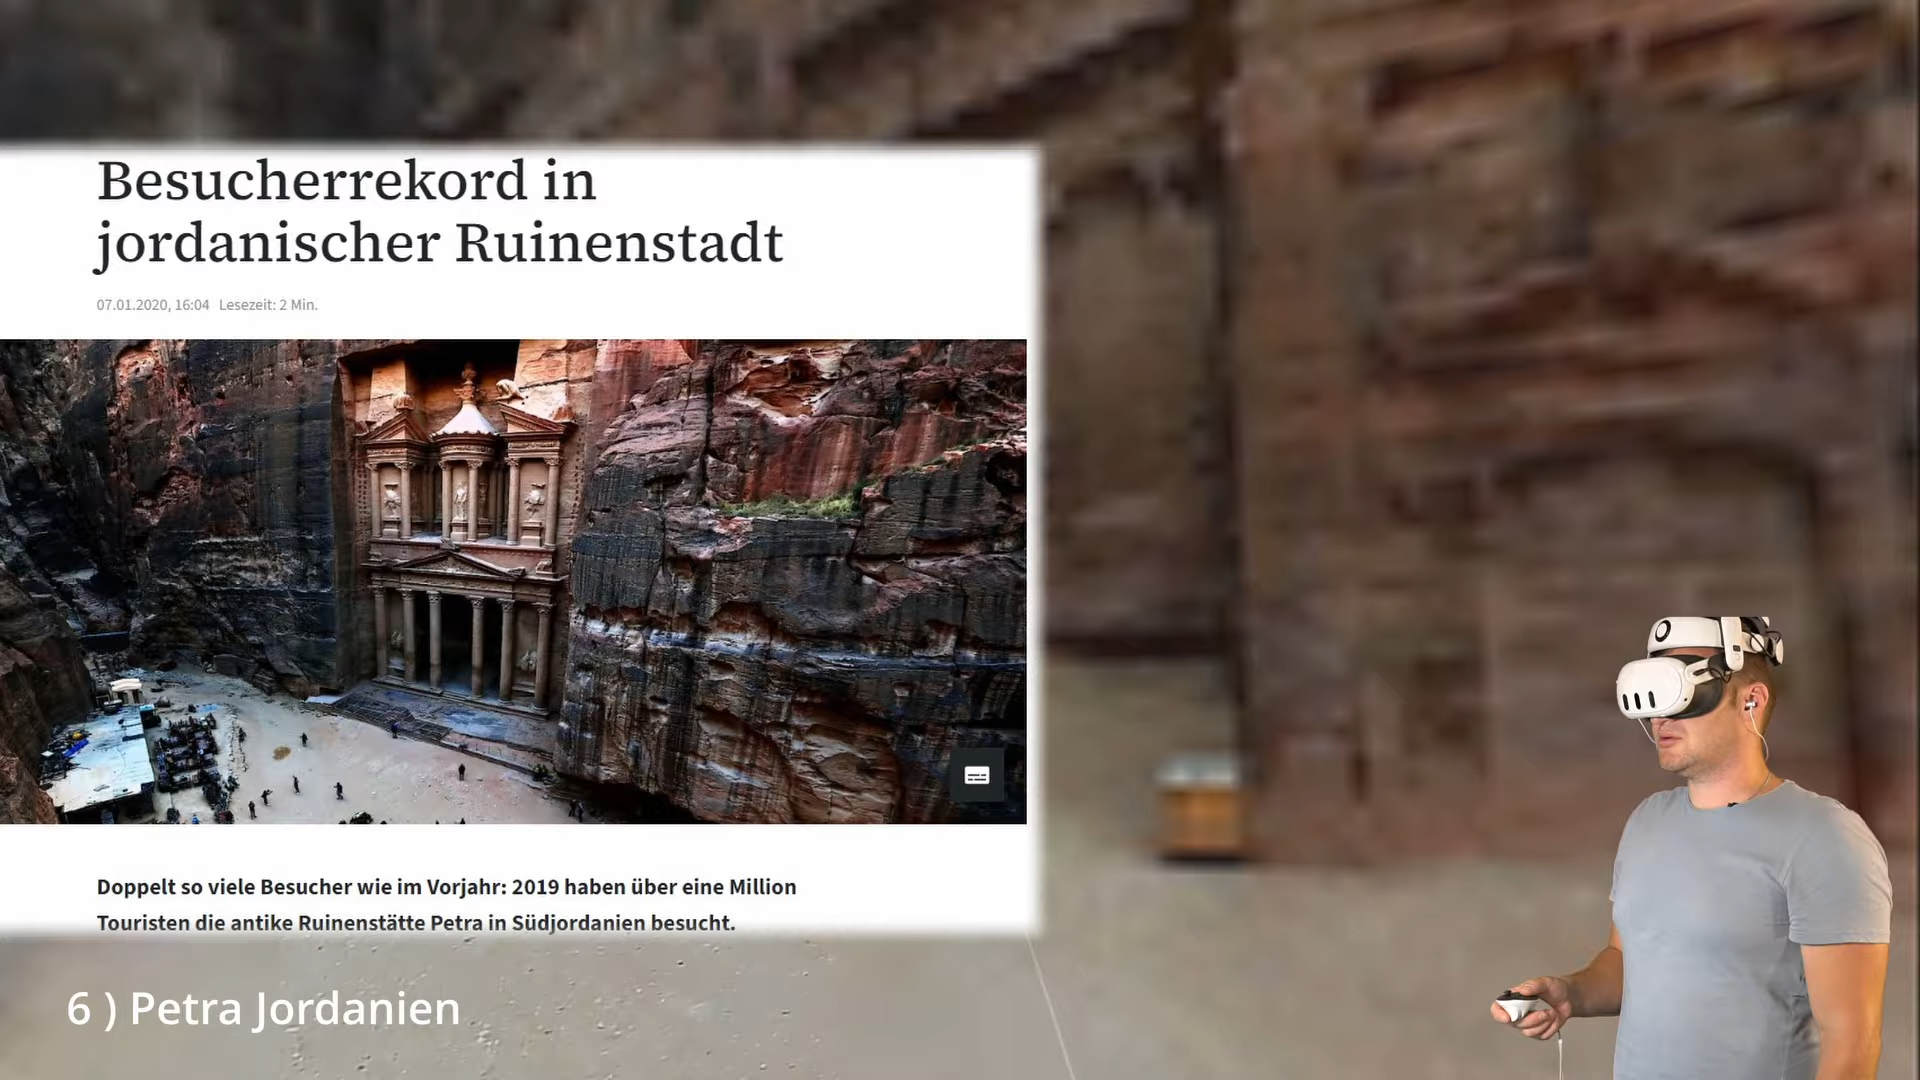 Besucherrekord in
jordanischer Ruinenstadt
07.01.2020, 16:04 Lesezeit: 2 Min.
Doppelt so viele Besucher wie im Vorjahr: 2019 haben über eine Million
Touristen die antike Ruinenstätte Petra in Südjordanien besucht.
6 ) Petra Jordanien